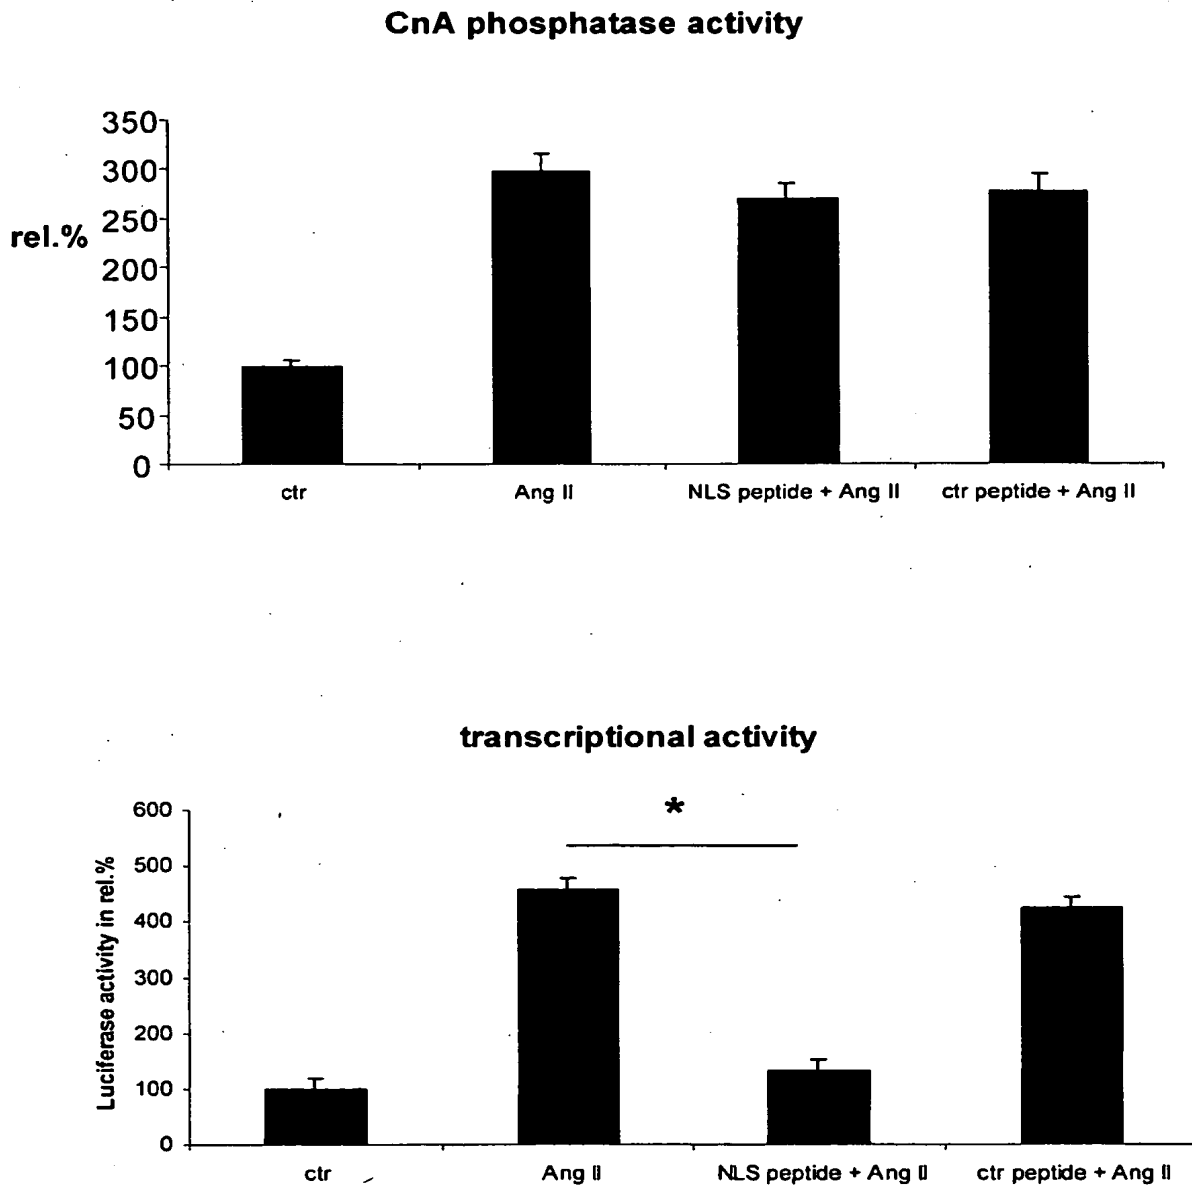 CnA phosphatase activity
350
300
250
rel.%
200
150
100
50
0
ctr Ang II NLS peptide + Ang II ctr peptide + Ang II
transcriptional activity
*
600
500
400
300
200
100
0
Luciferase activity in rel.%
ctr Ang II NLS peptide + Ang II ctr peptide + Ang II